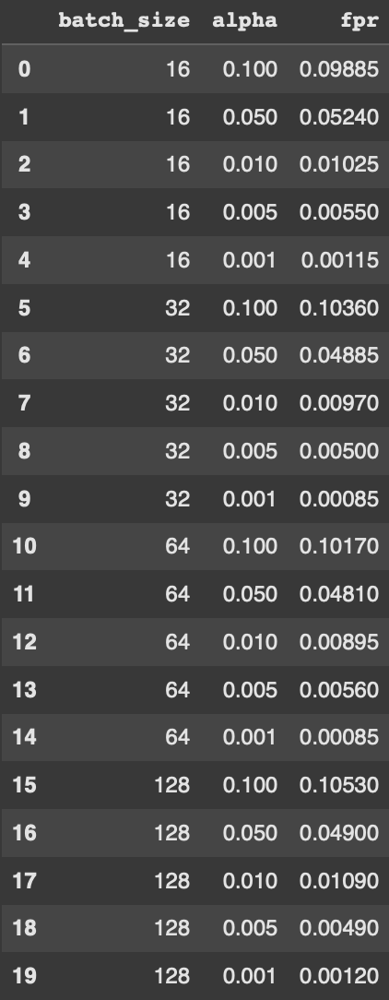 batch_size alpha fpr
0 16 0.100 0.09885
1 16 0.050 0.05240
2 16 0.010 0.01025
3 16 0.005 0.00550
4 16 0.001 0.00115
5 32 0.100 0.10360
6 32 0.050 0.04885
7 32 0.010 0.00970
8 32 0.005 0.00500
9 32 0.001 0.00085
10 64 0.100 0.10170
11 64 0.050 0.04810
12 64 0.010 0.00895
13 64 0.005 0.00560
14 64 0.001 0.00085
15 128 0.100 0.10530
16 128 0.050 0.04900
17 128 0.010 0.01090
18 128 0.005 0.00490
19 128 0.001 0.00120